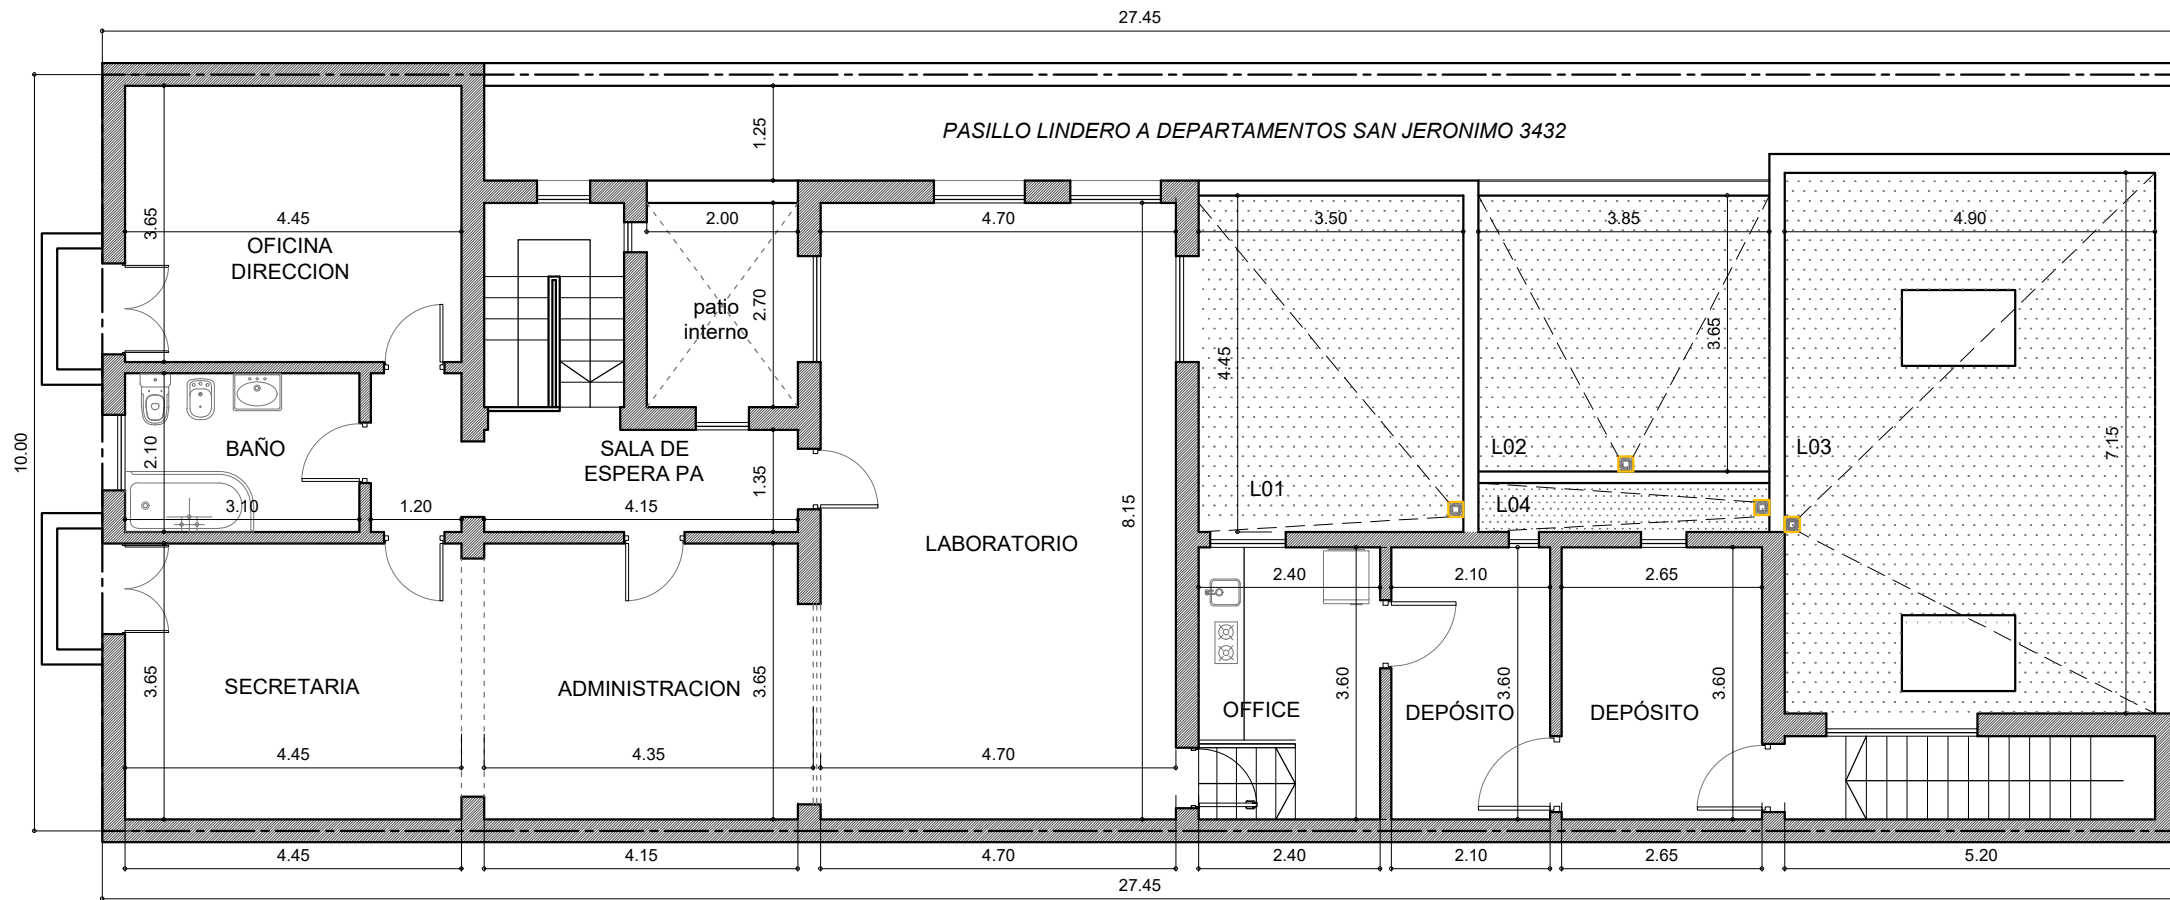 27.45
PASILLO LINDERO A DEPARTAMENTOS SAN JERONIMO 3432
1.25
10.00
3.65
4.45
OFICINA
DIRECCION
2.00
2.70
patio
interno
4.70
3.50
4.45
L01
3.85
3.65
L02
L04
4.90
L03
7.15
2.10
BAÑO
3.10
1.20
SALA DE
ESPERA PA
4.15
1.35
8.15
LABORATORIO
2.40
2.10
2.65
3.65
SECRETARIA
4.45
ADMINISTRACION
3.65
4.35
4.70
OFFICE
3.60
DEPÓSITO
3.60
DEPÓSITO
3.60
4.45
4.15
4.70
2.40
2.10
2.65
5.20
27.45